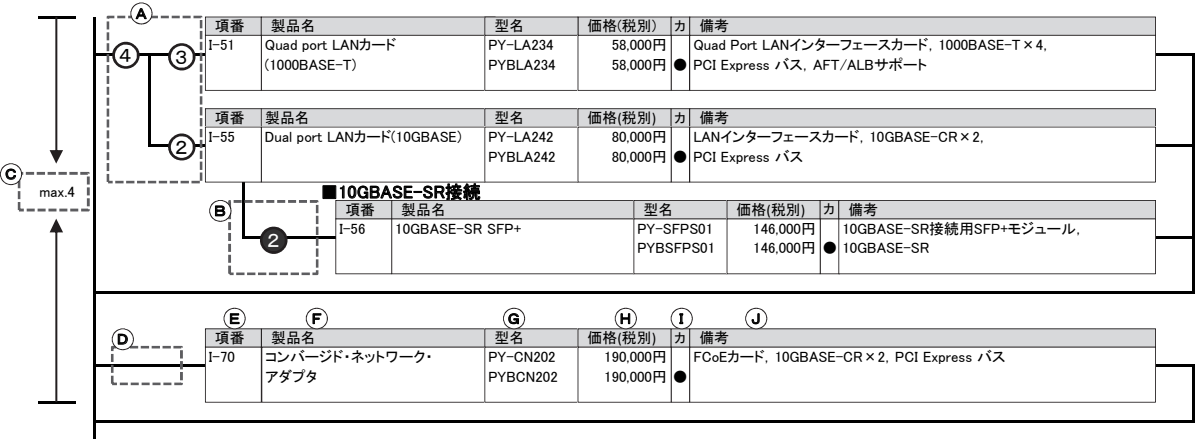 Ⓐ
項番 製品名 型名 価格(税別) カ 備考
④ ③ I-51 Quad port LANカード PY-LA234 58,000円 Quad Port LANインターフェースカード, 1000BASE-T×4,
(1000BASE-T) PYBLA234 58,000円 ● PCI Express バス, AFT/ALBサポート
項番 製品名 型名 価格(税別) カ 備考
② I-55 Dual port LANカード(10GBASE) PY-LA242 80,000円 LANインターフェースカード, 10GBASE-CR×2,
PYBLA242 80,000円 ● PCI Express バス
Ⓒ
max.4
■10GBASE-SR接続
Ⓑ
項番 製品名 型名 価格(税別) カ 備考
❷ I-56 10GBASE-SR SFP+ PY-SFPS01 146,000円 10GBASE-SR接続用SFP+モジュール,
PYBSFPS01 146,000円 ● 10GBASE-SR
Ⓓ Ⓔ Ⓕ Ⓖ Ⓗ Ⓘ Ⓙ
項番 製品名 型名 価格(税別) カ 備考
I-70 コンバージド・ネットワーク・ PY-CN202 190,000円 FCoEカード, 10GBASE-CR×2, PCI Express バス
アダプタ PYBCN202 190,000円 ●